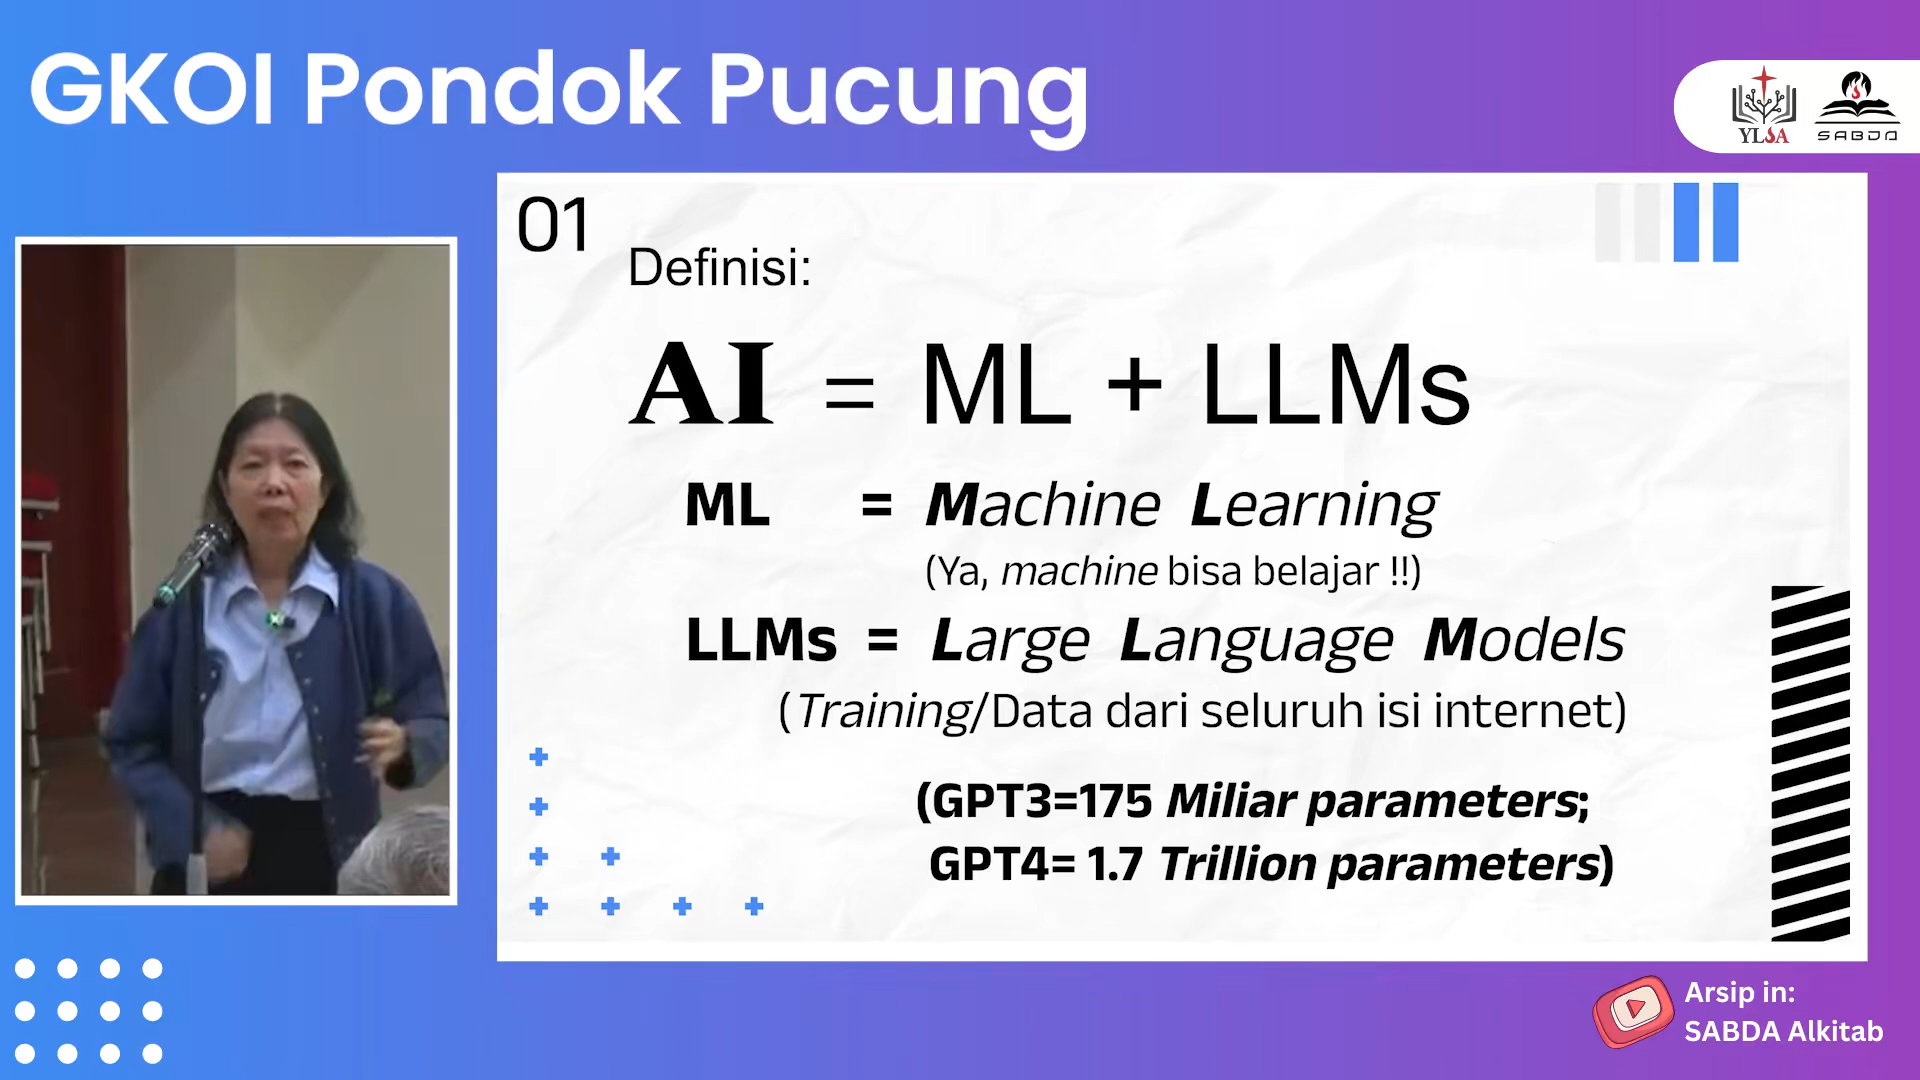 GKOI Pondok Pucung
YLSA
SABDA
01
Definisi:
AI = ML + LLMs
ML = Machine Learning
(Ya, machine bisa belajar !!)
LLMs = Large Language Models
(Training/Data dari seluruh isi internet)
(GPT3=175 Miliar parameters;
GPT4= 1.7 Trillion parameters)
Arsip in:
SABDA Alkitab